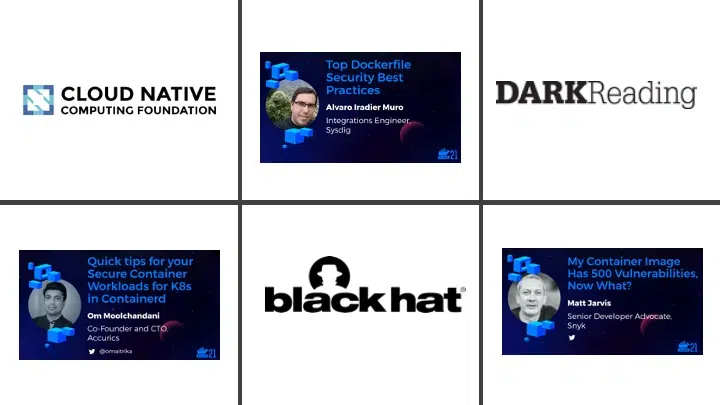 CLOUD NATIVE
COMPUTING FOUNDATION
Top Dockerfile
Security Best
Practices
Alvaro Iradier Muro
Integrations Engineer,
Sysdig
21
DARKReading
Quick tips for your
Secure Container
Workloads for K8s
in Containerd
Om Moolchandani
Co-Founder and CTO,
Accurics
@omaitrika
21
black hat®
My Container Image
Has 500 Vulnerabilities,
Now What?
Matt Jarvis
Senior Developer Advocate,
Snyk
21